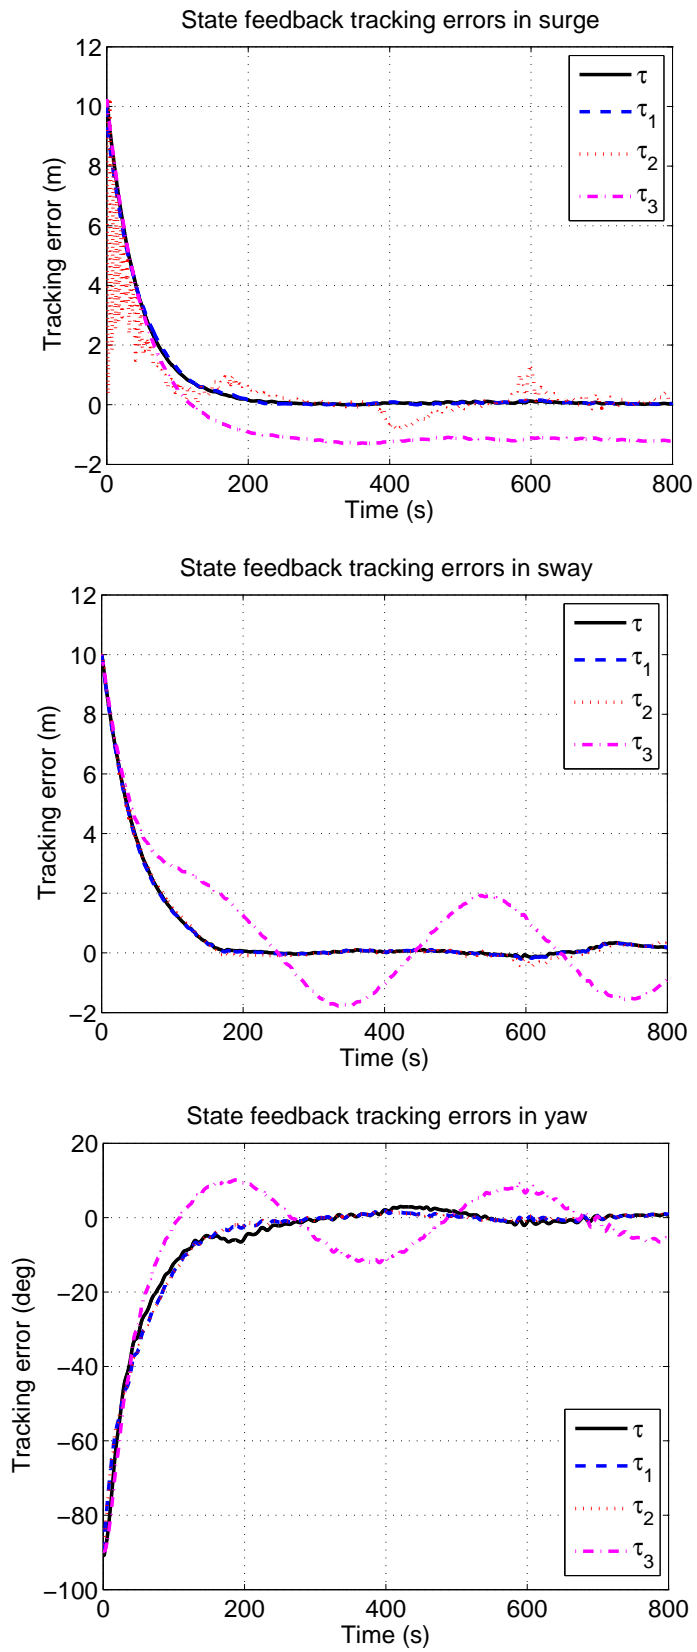 State feedback tracking errors in surge
Tracking error (m)
12
10
8
6
4
2
0
−2
0 200 400 600 800
Time (s)
τ
τ1
τ2
τ3
State feedback tracking errors in sway
Tracking error (m)
12
10
8
6
4
2
0
−2
0 200 400 600 800
Time (s)
τ
τ1
τ2
τ3
State feedback tracking errors in yaw
Tracking error (deg)
20
0
−20
−40
−60
−80
−100
0 200 400 600 800
Time (s)
τ
τ1
τ2
τ3